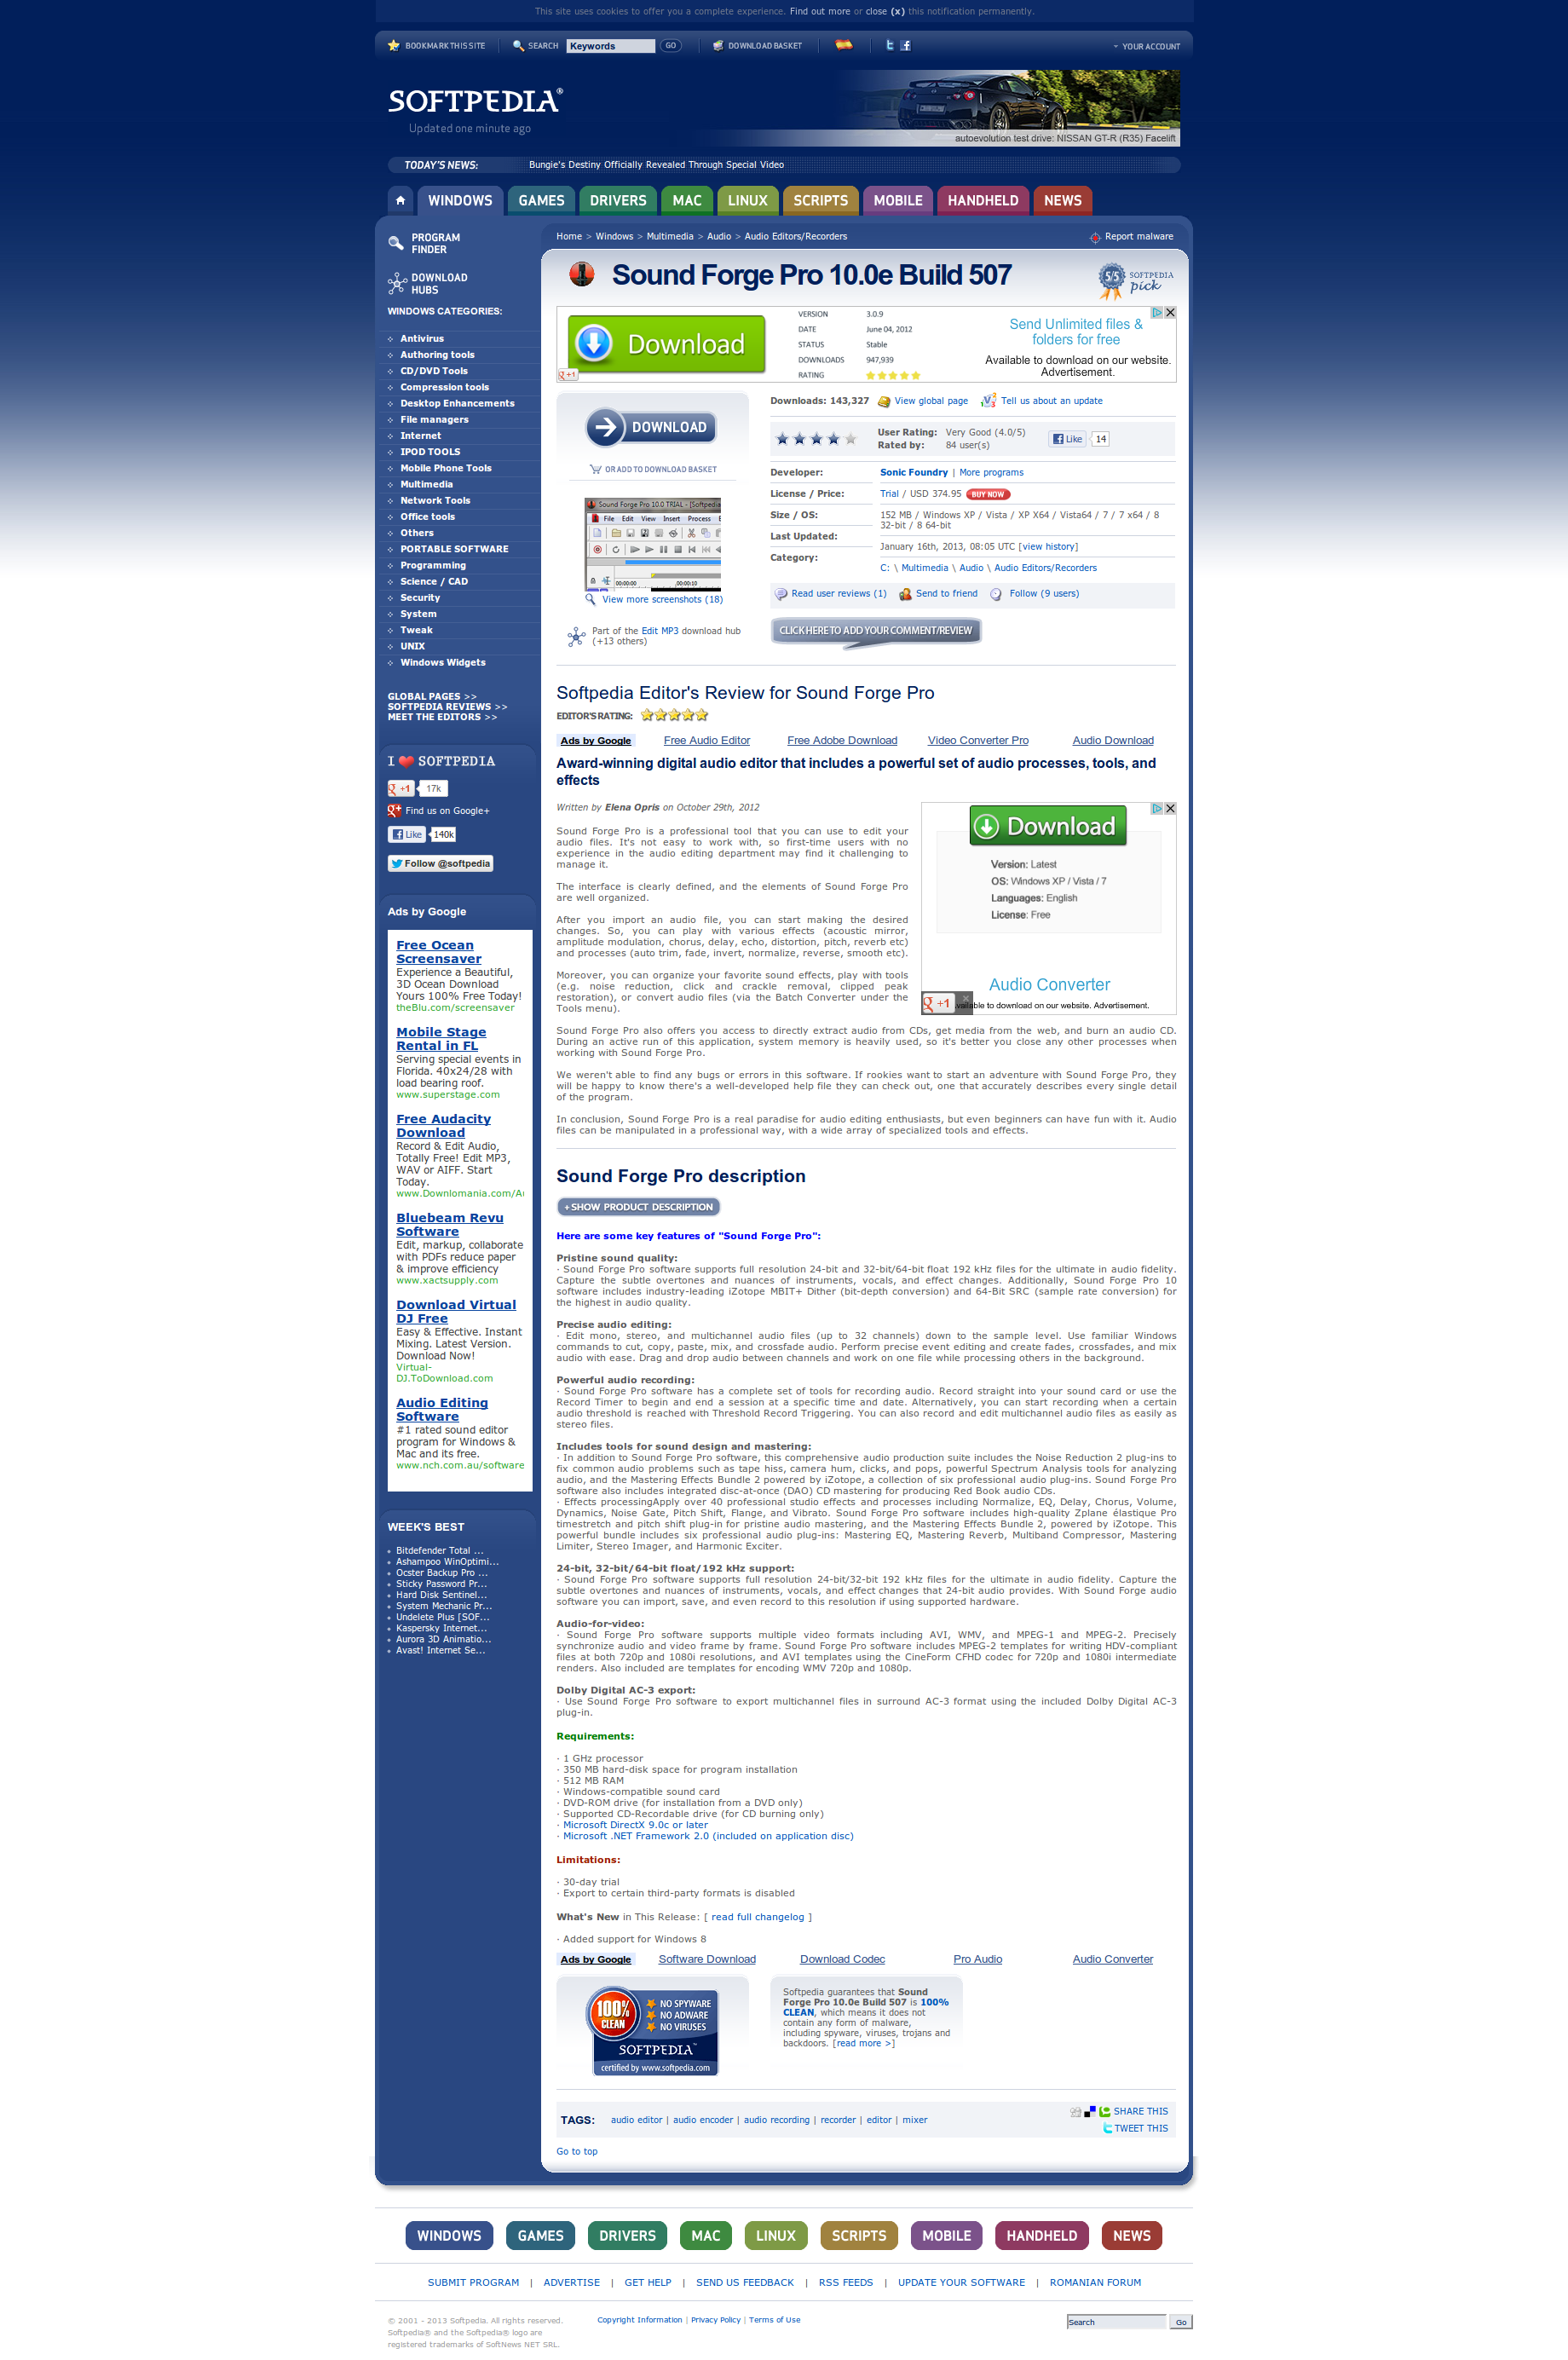 This site uses cookies to offer you a complete experience. Find out more or close (x) this notification permanently.
BOOKMARK THIS SITE
SEARCH
Keywords
GO
DOWNLOAD BASKET
YOUR ACCOUNT
SOFTPEDIA®
Updated one minute ago
autoevolution test drive: NISSAN GT-R (R35) Facelift
TODAY'S NEWS:
Bungie's Destiny Officially Revealed Through Special Video
WINDOWS
GAMES
DRIVERS
MAC
LINUX
SCRIPTS
MOBILE
HANDHELD
NEWS
PROGRAM
FINDER
DOWNLOAD
HUBS
WINDOWS CATEGORIES:
Antivirus
Authoring tools
CD/DVD Tools
Compression tools
Desktop Enhancements
File managers
Internet
IPOD TOOLS
Mobile Phone Tools
Multimedia
Network Tools
Office tools
Others
PORTABLE SOFTWARE
Programming
Science / CAD
Security
System
Tweak
UNIX
Windows Widgets
GLOBAL PAGES >>
SOFTPEDIA REVIEWS >>
MEET THE EDITORS >>
I SOFTPEDIA
+1 17k
Find us on Google+
Like 140k
Follow @softpedia
Ads by Google
Free Ocean
Screensaver
Experience a Beautiful,
3D Ocean Download
Yours 100% Free Today!
theBlu.com/screensaver
Mobile Stage
Rental in FL
Serving special events in
Florida. 40x24/28 with
load bearing roof.
www.superstage.com
Free Audacity
Download
Record & Edit Audio,
Totally Free! Edit MP3,
WAV or AIFF. Start
Today.
www.Downlomania.com/Au
Bluebeam Revu
Software
Edit, markup, collaborate
with PDFs reduce paper
& improve efficiency
www.xactsupply.com
Download Virtual
DJ Free
Easy & Effective. Instant
Mixing. Latest Version.
Download Now!
Virtual-
DJ.ToDownload.com
Audio Editing
Software
#1 rated sound editor
program for Windows &
Mac and its free.
www.nch.com.au/software
WEEK'S BEST
Bitdefender Total ...
Ashampoo WinOptimi...
Ocster Backup Pro ...
Sticky Password Pr...
Hard Disk Sentinel...
System Mechanic Pr...
Undelete Plus [SOF...
Kaspersky Internet...
Aurora 3D Animatio...
Avast! Internet Se...
Home > Windows > Multimedia > Audio > Audio Editors/Recorders
Report malware
Sound Forge Pro 10.0e Build 507
5/5 SOFTPEDIA
pick
Download
VERSION 3.0.9
DATE June 04, 2012
STATUS Stable
DOWNLOADS 947,939
RATING
Send Unlimited files &
folders for free
Available to download on our website.
Advertisement.
+1
DOWNLOAD
OR ADD TO DOWNLOAD BASKET
Sound Forge Pro 10.0 TRIAL - [Softpedia
File Edit View Insert Process
00:00:00 ,00:00:10
View more screenshots (18)
Part of the Edit MP3 download hub
(+13 others)
Downloads: 143,327 View global page Tell us about an update
User Rating: Very Good (4.0/5)
Rated by: 84 user(s)
Like 14
Developer: Sonic Foundry | More programs
License / Price: Trial / USD 374.95 BUY NOW
Size / OS: 152 MB / Windows XP / Vista / XP X64 / Vista64 / 7 / 7 x64 / 8
32-bit / 8 64-bit
Last Updated: January 16th, 2013, 08:05 UTC [view history]
Category: C: \ Multimedia \ Audio \ Audio Editors/Recorders
Read user reviews (1) Send to friend Follow (9 users)
CLICK HERE TO ADD YOUR COMMENT/REVIEW
Softpedia Editor's Review for Sound Forge Pro
EDITOR'S RATING:
Ads by Google Free Audio Editor Free Adobe Download Video Converter Pro Audio Download
Award-winning digital audio editor that includes a powerful set of audio processes, tools, and
effects
Written by Elena Opris on October 29th, 2012
Sound Forge Pro is a professional tool that you can use to edit your
audio files. It's not easy to work with, so first-time users with no
experience in the audio editing department may find it challenging to
manage it.
The interface is clearly defined, and the elements of Sound Forge Pro
are well organized.
After you import an audio file, you can start making the desired
changes. So, you can play with various effects (acoustic mirror,
amplitude modulation, chorus, delay, echo, distortion, pitch, reverb etc)
and processes (auto trim, fade, invert, normalize, reverse, smooth etc).
Moreover, you can organize your favorite sound effects, play with tools
(e.g. noise reduction, click and crackle removal, clipped peak
restoration), or convert audio files (via the Batch Converter under the
Tools menu).
Download
Version: Latest
OS: Windows XP / Vista / 7
Languages: English
License: Free
Audio Converter
+1
available to download on our website. Advertisement.
Sound Forge Pro also offers you access to directly extract audio from CDs, get media from the web, and burn an audio CD.
During an active run of this application, system memory is heavily used, so it's better you close any other processes when
working with Sound Forge Pro.
We weren't able to find any bugs or errors in this software. If rookies want to start an adventure with Sound Forge Pro, they
will be happy to know there's a well-developed help file they can check out, one that accurately describes every single detail
of the program.
In conclusion, Sound Forge Pro is a real paradise for audio editing enthusiasts, but even beginners can have fun with it. Audio
files can be manipulated in a professional way, with a wide array of specialized tools and effects.
Sound Forge Pro description
+ SHOW PRODUCT DESCRIPTION
Here are some key features of "Sound Forge Pro":
Pristine sound quality:
· Sound Forge Pro software supports full resolution 24-bit and 32-bit/64-bit float 192 kHz files for the ultimate in audio fidelity.
Capture the subtle overtones and nuances of instruments, vocals, and effect changes. Additionally, Sound Forge Pro 10
software includes industry-leading iZotope MBIT+ Dither (bit-depth conversion) and 64-Bit SRC (sample rate conversion) for
the highest in audio quality.
Precise audio editing:
· Edit mono, stereo, and multichannel audio files (up to 32 channels) down to the sample level. Use familiar Windows
commands to cut, copy, paste, mix, and crossfade audio. Perform precise event editing and create fades, crossfades, and mix
audio with ease. Drag and drop audio between channels and work on one file while processing others in the background.
Powerful audio recording:
· Sound Forge Pro software has a complete set of tools for recording audio. Record straight into your sound card or use the
Record Timer to begin and end a session at a specific time and date. Alternatively, you can start recording when a certain
audio threshold is reached with Threshold Record Triggering. You can also record and edit multichannel audio files as easily as
stereo files.
Includes tools for sound design and mastering:
· In addition to Sound Forge Pro software, this comprehensive audio production suite includes the Noise Reduction 2 plug-ins to
fix common audio problems such as tape hiss, camera hum, clicks, and pops, powerful Spectrum Analysis tools for analyzing
audio, and the Mastering Effects Bundle 2 powered by iZotope, a collection of six professional audio plug-ins. Sound Forge Pro
software also includes integrated disc-at-once (DAO) CD mastering for producing Red Book audio CDs.
· Effects processingApply over 40 professional studio effects and processes including Normalize, EQ, Delay, Chorus, Volume,
Dynamics, Noise Gate, Pitch Shift, Flange, and Vibrato. Sound Forge Pro software includes high-quality Zplane élastique Pro
timestretch and pitch shift plug-in for pristine audio mastering, and the Mastering Effects Bundle 2, powered by iZotope. This
powerful bundle includes six professional audio plug-ins: Mastering EQ, Mastering Reverb, Multiband Compressor, Mastering
Limiter, Stereo Imager, and Harmonic Exciter.
24-bit, 32-bit/64-bit float/192 kHz support:
· Sound Forge Pro software supports full resolution 24-bit/32-bit 192 kHz files for the ultimate in audio fidelity. Capture the
subtle overtones and nuances of instruments, vocals, and effect changes that 24-bit audio provides. With Sound Forge audio
software you can import, save, and even record to this resolution if using supported hardware.
Audio-for-video:
· Sound Forge Pro software supports multiple video formats including AVI, WMV, and MPEG-1 and MPEG-2. Precisely
synchronize audio and video frame by frame. Sound Forge Pro software includes MPEG-2 templates for writing HDV-compliant
files at both 720p and 1080i resolutions, and AVI templates using the CineForm CFHD codec for 720p and 1080i intermediate
renders. Also included are templates for encoding WMV 720p and 1080p.
Dolby Digital AC-3 export:
· Use Sound Forge Pro software to export multichannel files in surround AC-3 format using the included Dolby Digital AC-3
plug-in.
Requirements:
· 1 GHz processor
· 350 MB hard-disk space for program installation
· 512 MB RAM
· Windows-compatible sound card
· DVD-ROM drive (for installation from a DVD only)
· Supported CD-Recordable drive (for CD burning only)
· Microsoft DirectX 9.0c or later
· Microsoft .NET Framework 2.0 (included on application disc)
Limitations:
· 30-day trial
· Export to certain third-party formats is disabled
What's New in This Release: [ read full changelog ]
· Added support for Windows 8
Ads by Google Software Download Download Codec Pro Audio Audio Converter
100%
CLEAN
NO SPYWARE
NO ADWARE
NO VIRUSES
SOFTPEDIA™
certified by www.softpedia.com
Softpedia guarantees that Sound
Forge Pro 10.0e Build 507 is 100%
CLEAN, which means it does not
contain any form of malware,
including spyware, viruses, trojans and
backdoors. [read more >]
TAGS: audio editor | audio encoder | audio recording | recorder | editor | mixer
SHARE THIS
TWEET THIS
Go to top
WINDOWS
GAMES
DRIVERS
MAC
LINUX
SCRIPTS
MOBILE
HANDHELD
NEWS
SUBMIT PROGRAM | ADVERTISE | GET HELP | SEND US FEEDBACK | RSS FEEDS | UPDATE YOUR SOFTWARE | ROMANIAN FORUM
© 2001 - 2013 Softpedia. All rights reserved.
Softpedia® and the Softpedia® logo are
registered trademarks of SoftNews NET SRL.
Copyright Information | Privacy Policy | Terms of Use
Search
Go